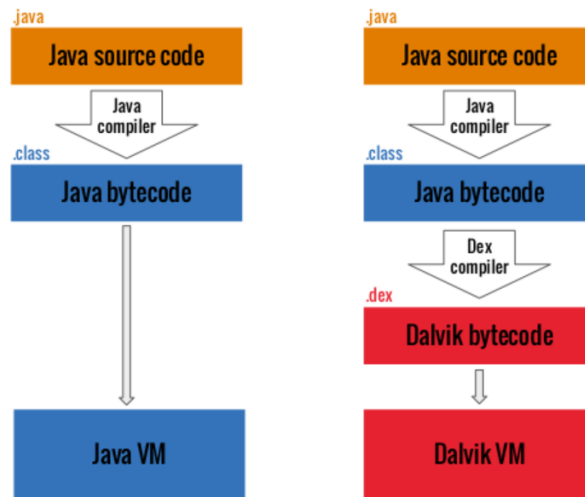 .java
Java source code
Java
compiler
.class
Java bytecode
Java VM
.java
Java source code
Java
compiler
.class
Java bytecode
Dex
compiler
.dex
Dalvik bytecode
Dalvik VM